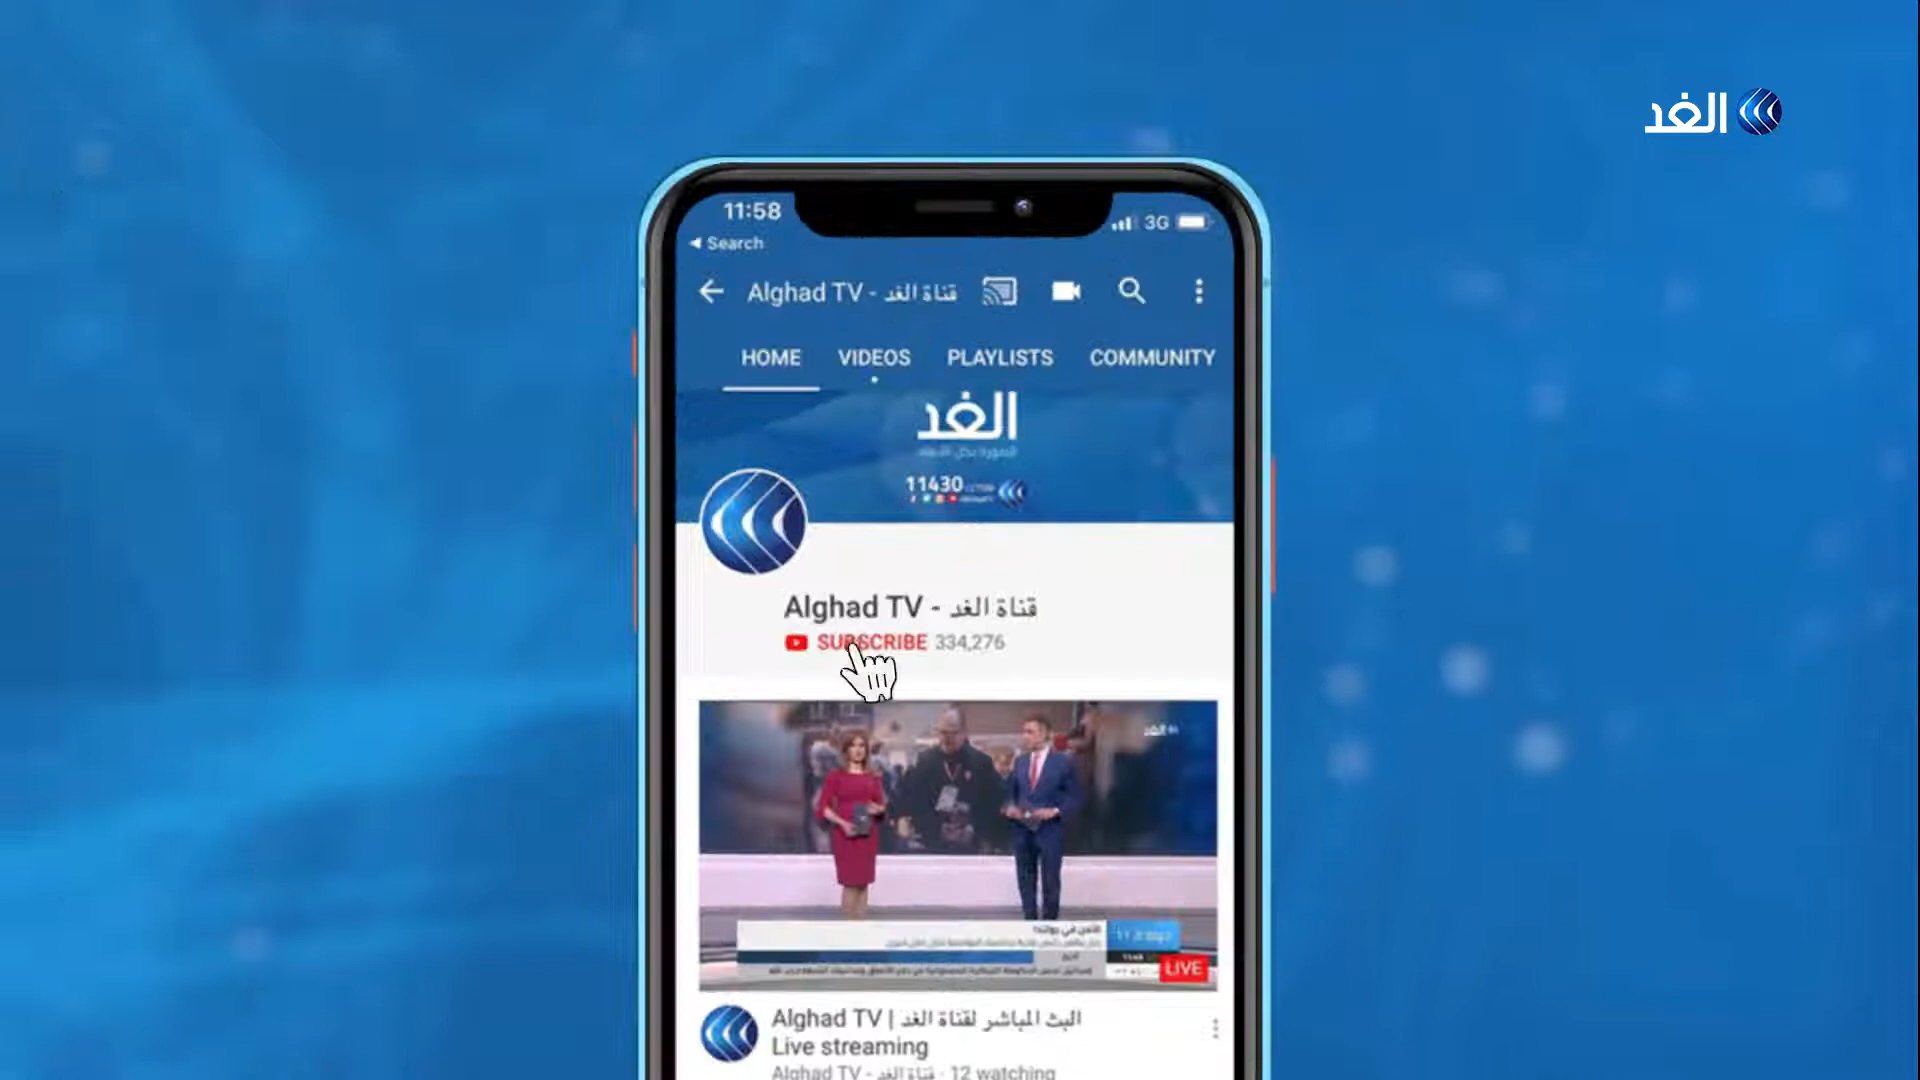 الغد
11:58
3G
Search
Alghad TV - قناة الغد
HOME VIDEOS PLAYLISTS COMMUNITY
الغد
11430
Alghad TV - قناة الغد
SUBSCRIBE 334,276
الغد
LIVE
Alghad TV | البث المباشر لقناة الغد
Live streaming
Alghad TV - قناة الغد · 12 watching